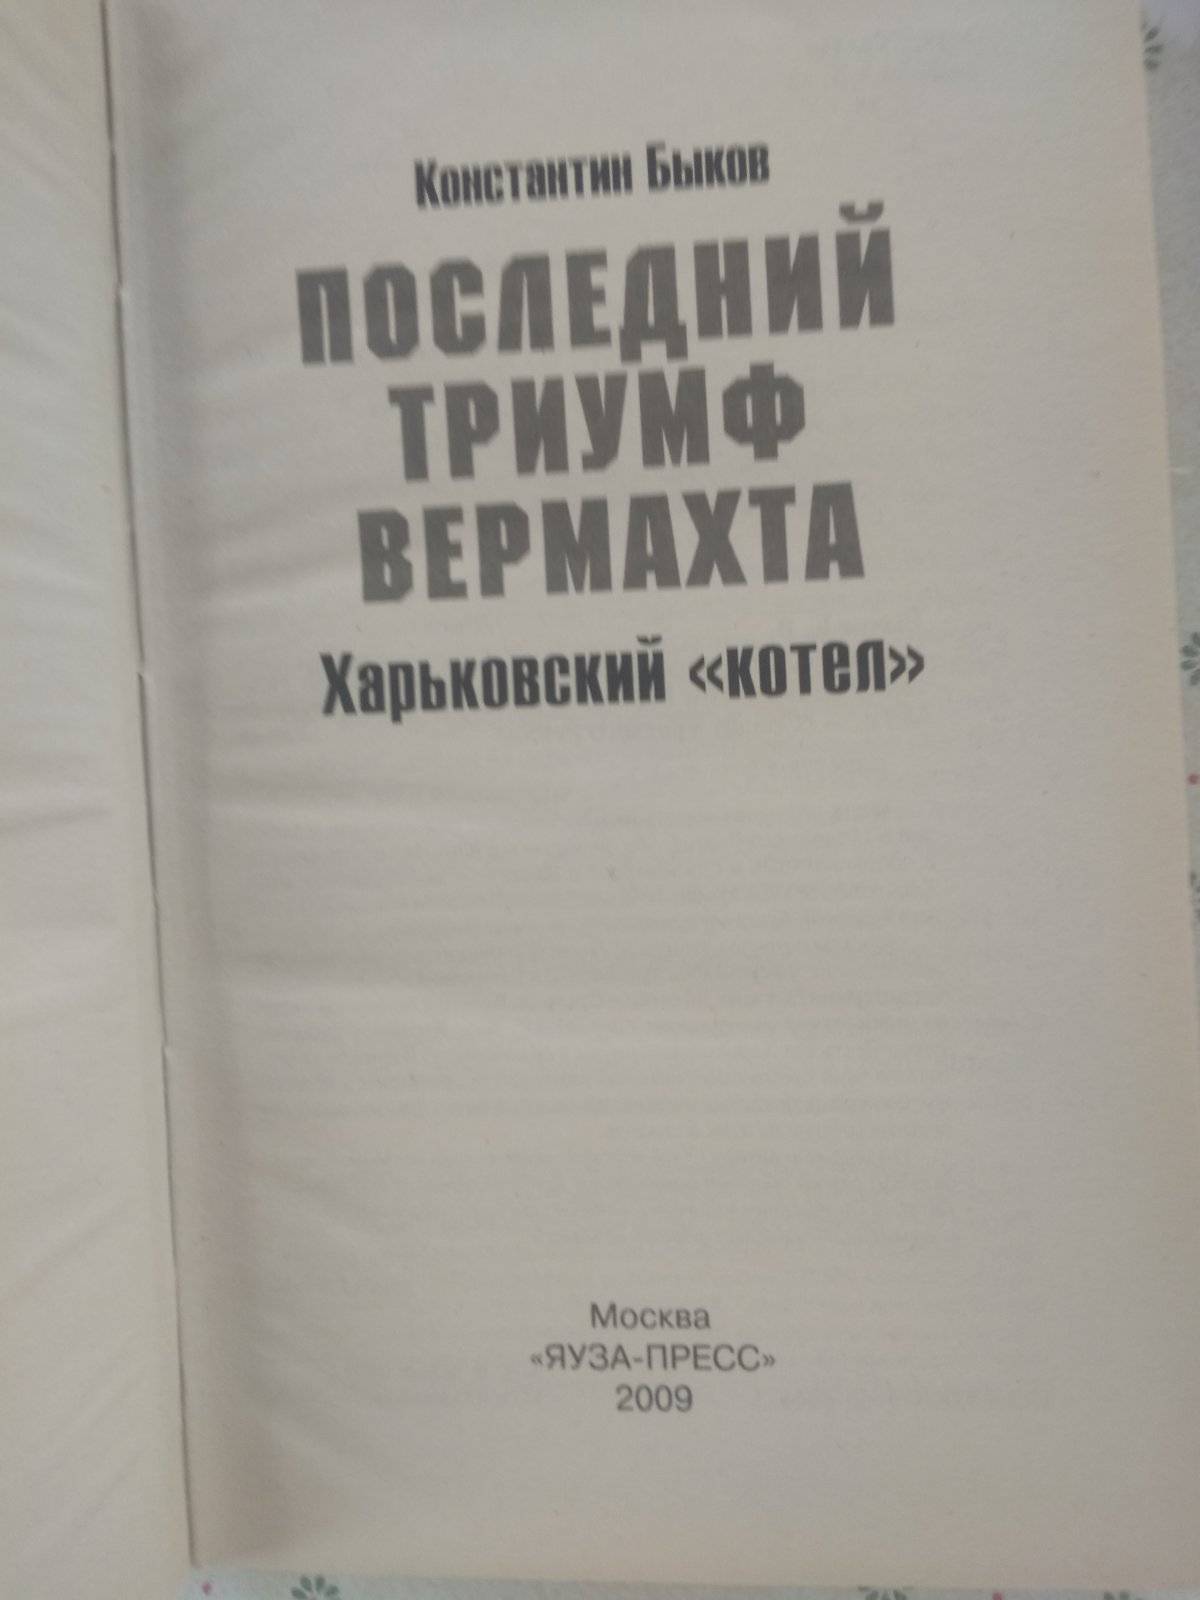 Константин Быков
ПОСЛЕДНИЙ
ТРИУМФ
ВЕРМАХТА
Харьковский «котел»
Москва
«ЯУЗА-ПРЕСС»
2009